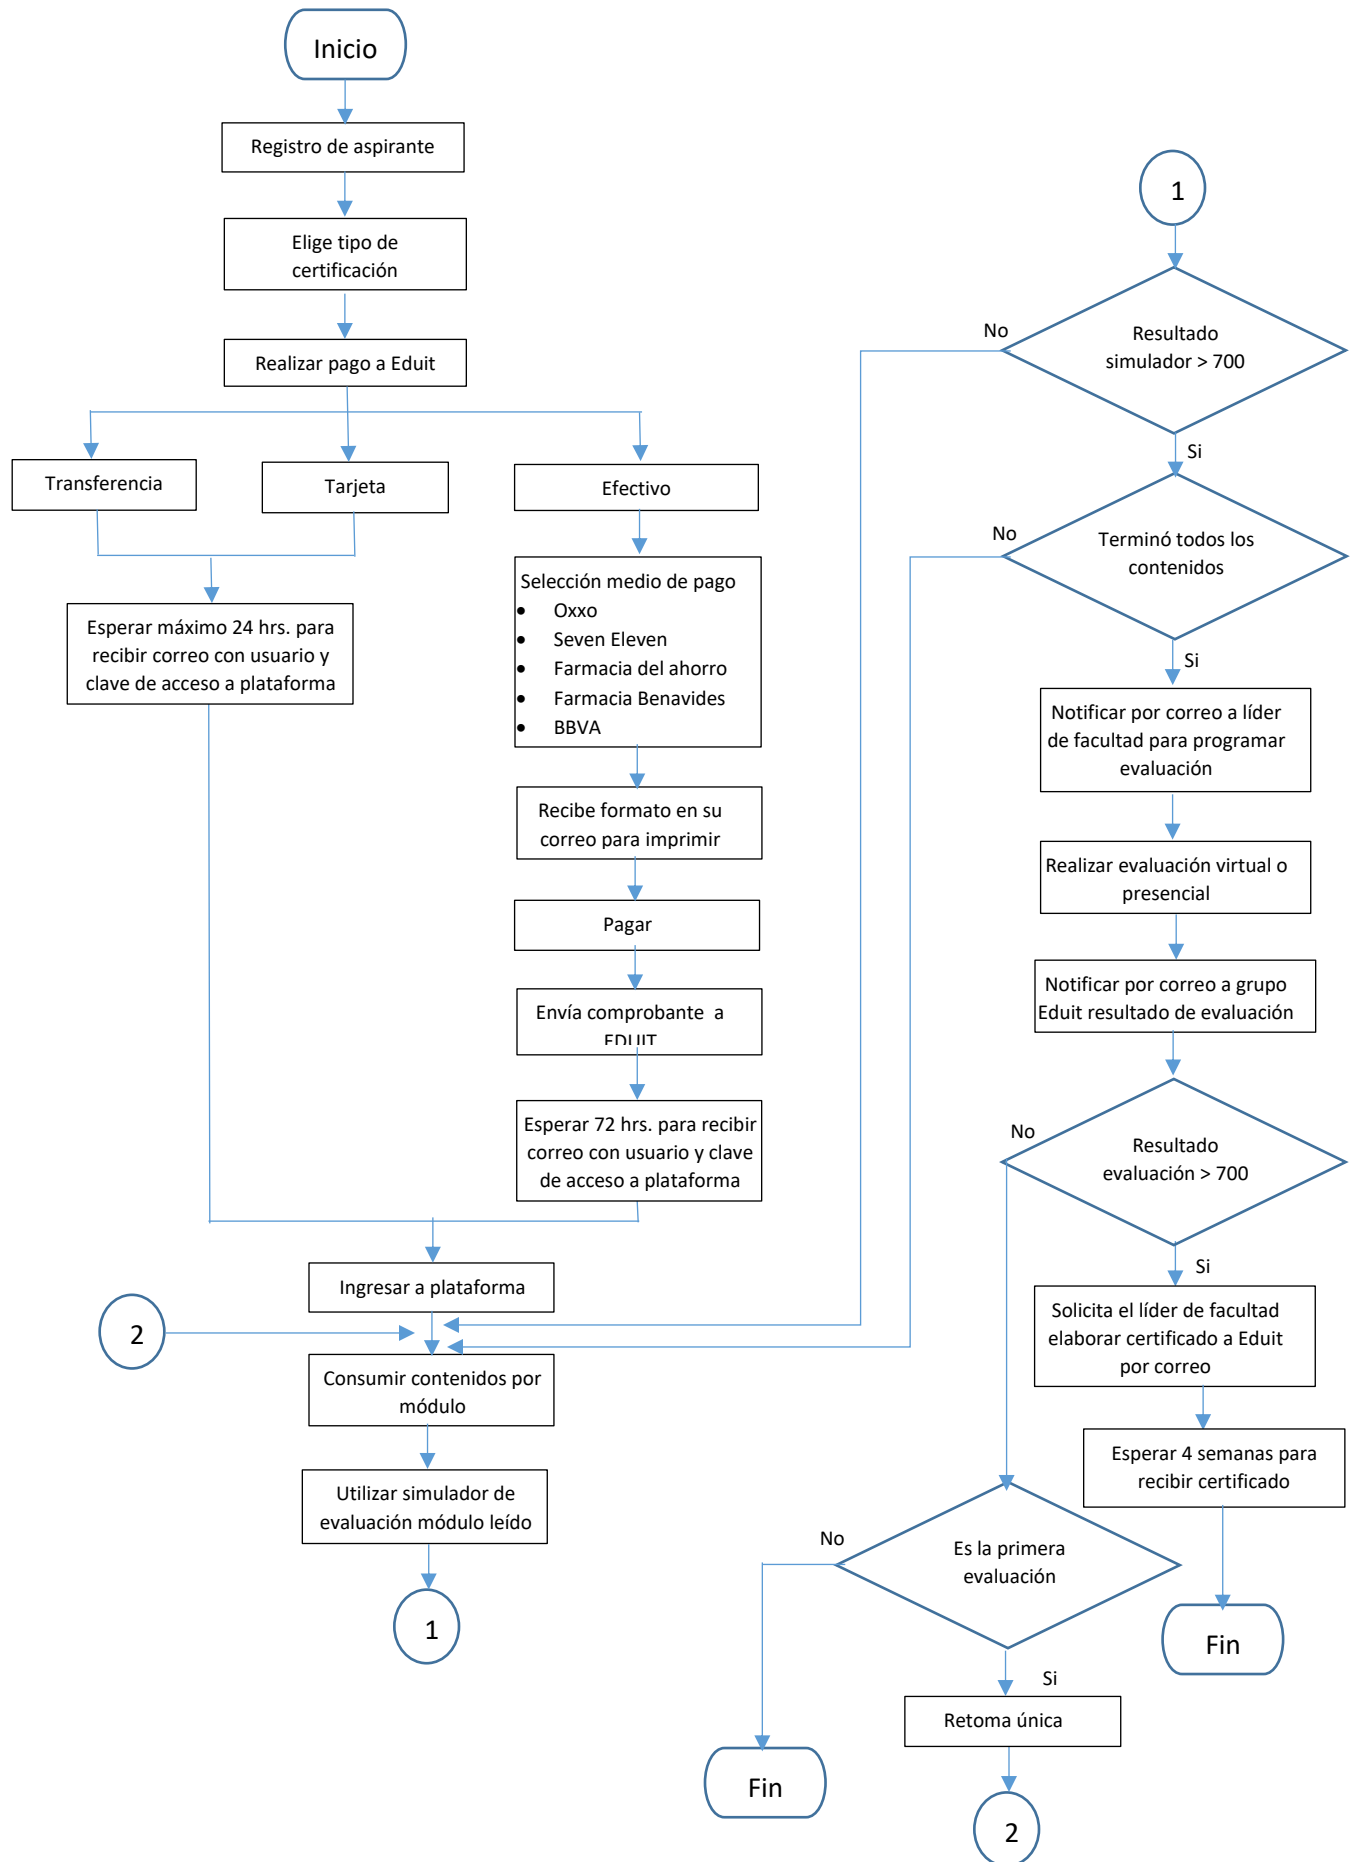 Inicio
Registro de aspirante
Elige tipo de
certificación
Realizar pago a Eduit
Transferencia
Tarjeta
Efectivo
Selección medio de pago
• Oxxo
• Seven Eleven
• Farmacia del ahorro
• Farmacia Benavides
• BBVA
Esperar máximo 24 hrs. para
recibir correo con usuario y
clave de acceso a plataforma
Recibe formato en su
correo para imprimir
Pagar
Envía comprobante a
EDUIT
Esperar 72 hrs. para recibir
correo con usuario y clave
de acceso a plataforma
Ingresar a plataforma
2
Consumir contenidos por
módulo
Utilizar simulador de
evaluación módulo leído
1
1
No
Resultado
simulador > 700
Si
No
Terminó todos los
contenidos
Si
Notificar por correo a líder
de facultad para programar
evaluación
Realizar evaluación virtual o
presencial
Notificar por correo a grupo
Eduit resultado de evaluación
No
Resultado
evaluación > 700
Si
Solicita el líder de facultad
elaborar certificado a Eduit
por correo
Esperar 4 semanas para
recibir certificado
Fin
No
Es la primera
evaluación
Si
Retoma única
Fin
2